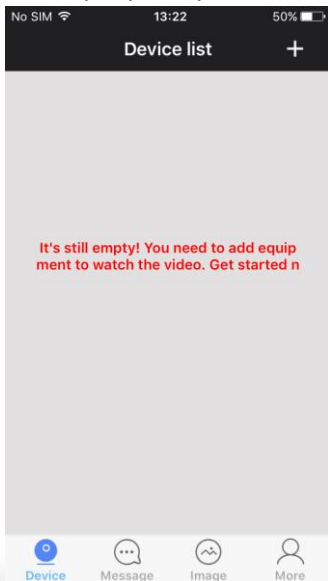 No SIM 13:22 50%
Device list +
It's still empty! You need to add equip
ment to watch the video. Get started n
Device Message Image More